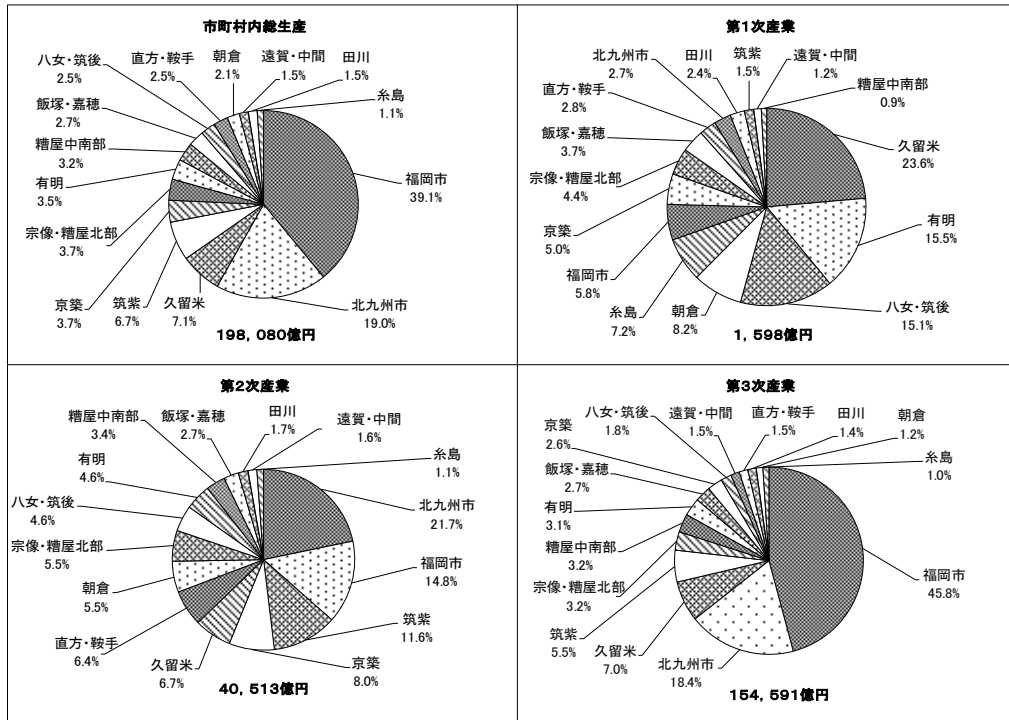 市町村内総生産
福岡市
39.1%
北九州市
19.0%
久留米
7.1%
筑紫
6.7%
京築
3.7%
宗像・糟屋北部
3.7%
有明
3.5%
糟屋中南部
3.2%
飯塚・嘉穂
2.7%
八女・筑後
2.5%
直方・鞍手
2.5%
朝倉
2.1%
遠賀・中間
1.5%
田川
1.5%
糸島
1.1%
198,080億円
第1次産業
久留米
23.6%
有明
15.5%
八女・筑後
15.1%
朝倉
8.2%
糸島
7.2%
福岡市
5.8%
京築
5.0%
宗像・糟屋北部
4.4%
飯塚・嘉穂
3.7%
直方・鞍手
2.8%
北九州市
2.7%
田川
2.4%
筑紫
1.5%
遠賀・中間
1.2%
糟屋中南部
0.9%
1,598億円
第2次産業
北九州市
21.7%
福岡市
14.8%
筑紫
11.6%
京築
8.0%
久留米
6.7%
直方・鞍手
6.4%
朝倉
5.5%
宗像・糟屋北部
5.5%
八女・筑後
4.6%
有明
4.6%
糟屋中南部
3.4%
飯塚・嘉穂
2.7%
田川
1.7%
遠賀・中間
1.6%
糸島
1.1%
40,513億円
第3次産業
福岡市
45.8%
北九州市
18.4%
久留米
7.0%
筑紫
5.5%
宗像・糟屋北部
3.2%
糟屋中南部
3.2%
有明
3.1%
飯塚・嘉穂
2.7%
京築
2.6%
八女・筑後
1.8%
遠賀・中間
1.5%
直方・鞍手
1.5%
田川
1.4%
朝倉
1.2%
糸島
1.0%
154,591億円